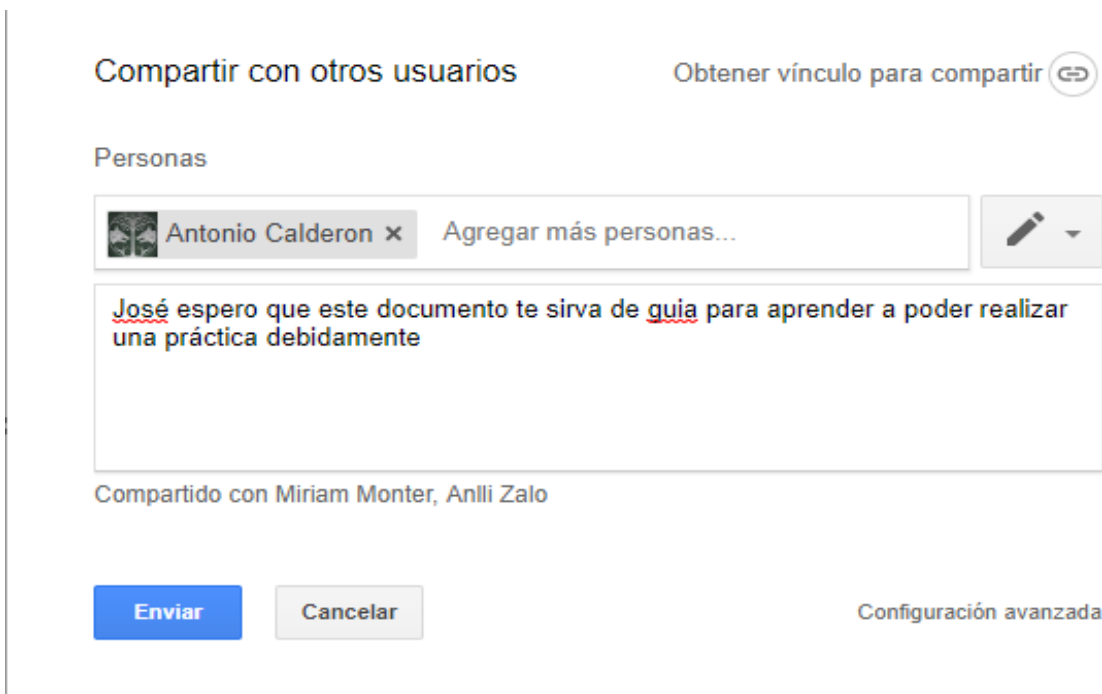 Compartir con otros usuarios
Obtener vínculo para compartir
Personas
Antonio Calderon ×
Agregar más personas...
José espero que este documento te sirva de guia para aprender a poder realizar
una práctica debidamente
Compartido con Miriam Monter, Anlli Zalo
Enviar
Cancelar
Configuración avanzada